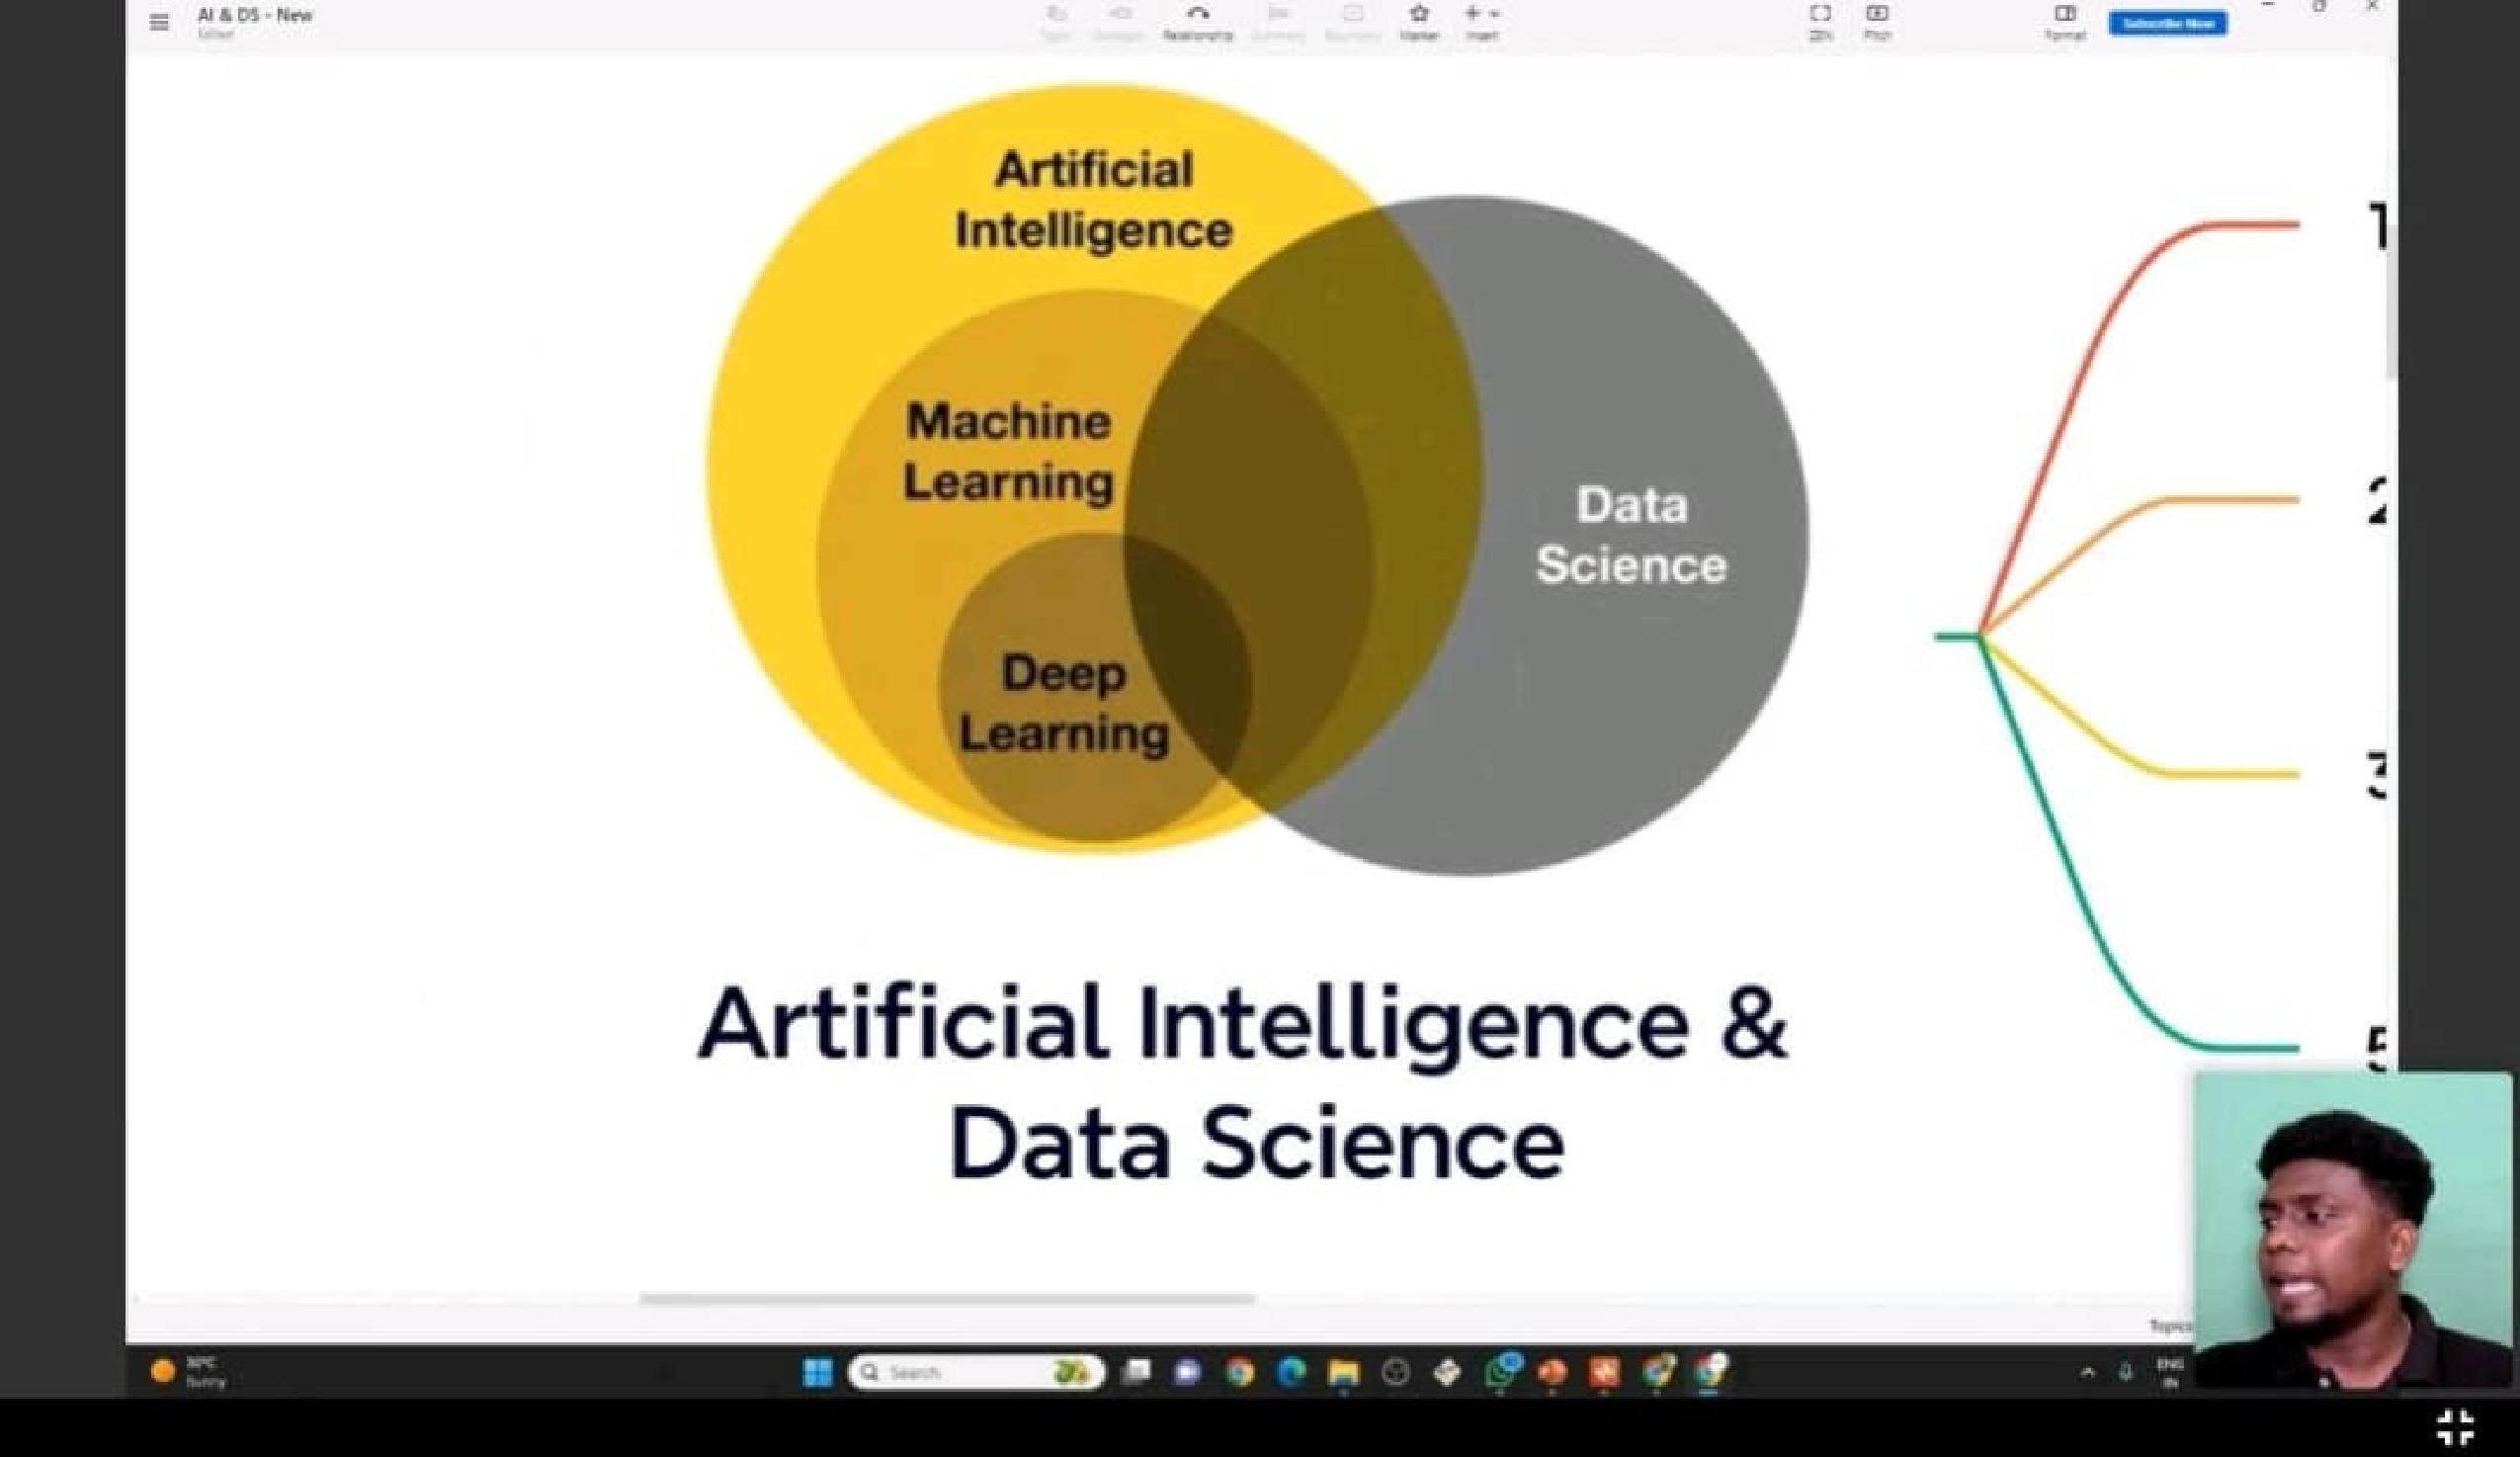 AI & DS - New
Edited
Relationship
Marker
Insert
Pitch
Format
Subscribe Now
Artificial
Intelligence
Machine
Learning
Deep
Learning
Data
Science
1
2
3
5
Artificial Intelligence &
Data Science
Topics
30°C
Sunny
Search
ENG
IN